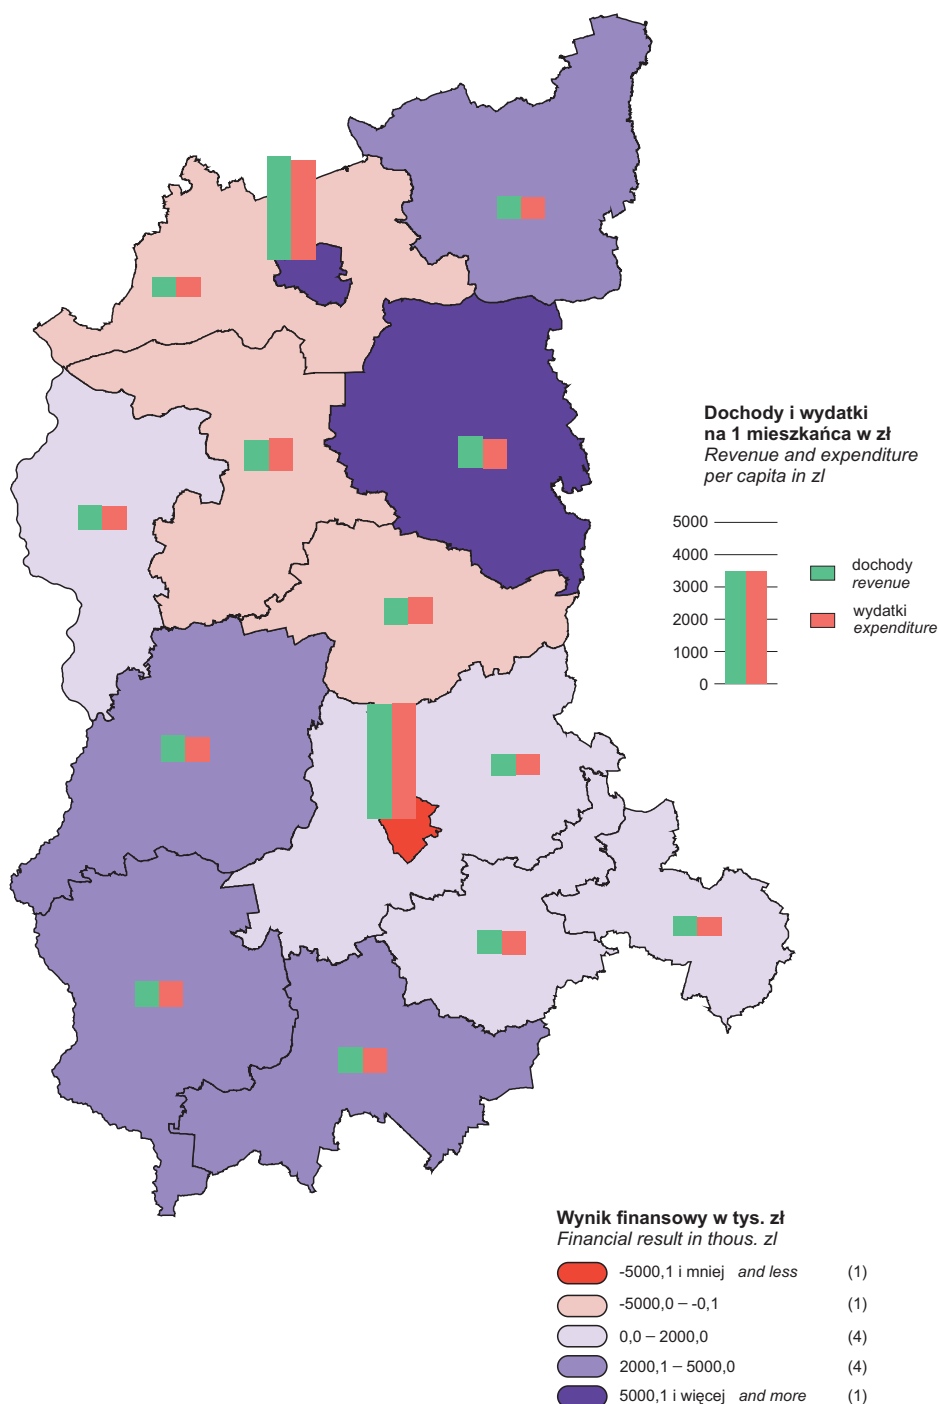 Dochody i wydatki
na 1 mieszkańca w zł
Revenue and expenditure
per capita in zl
5000
4000
3000
2000
1000
0
dochody
revenue
wydatki
expenditure
Wynik finansowy w tys. zł
Financial result in thous. zl
-5000,1 i mniej and less (1)
-5000,0 – -0,1 (1)
0,0 – 2000,0 (4)
2000,1 – 5000,0 (4)
5000,1 i więcej and more (1)